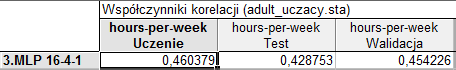 Współczynniki korelacji (adult_uczacy.sta)
hours-per-week hours-per-week hours-per-week
Uczenie Test Walidacja
3.MLP 16-4-1 0,460379 0,428753 0,454226